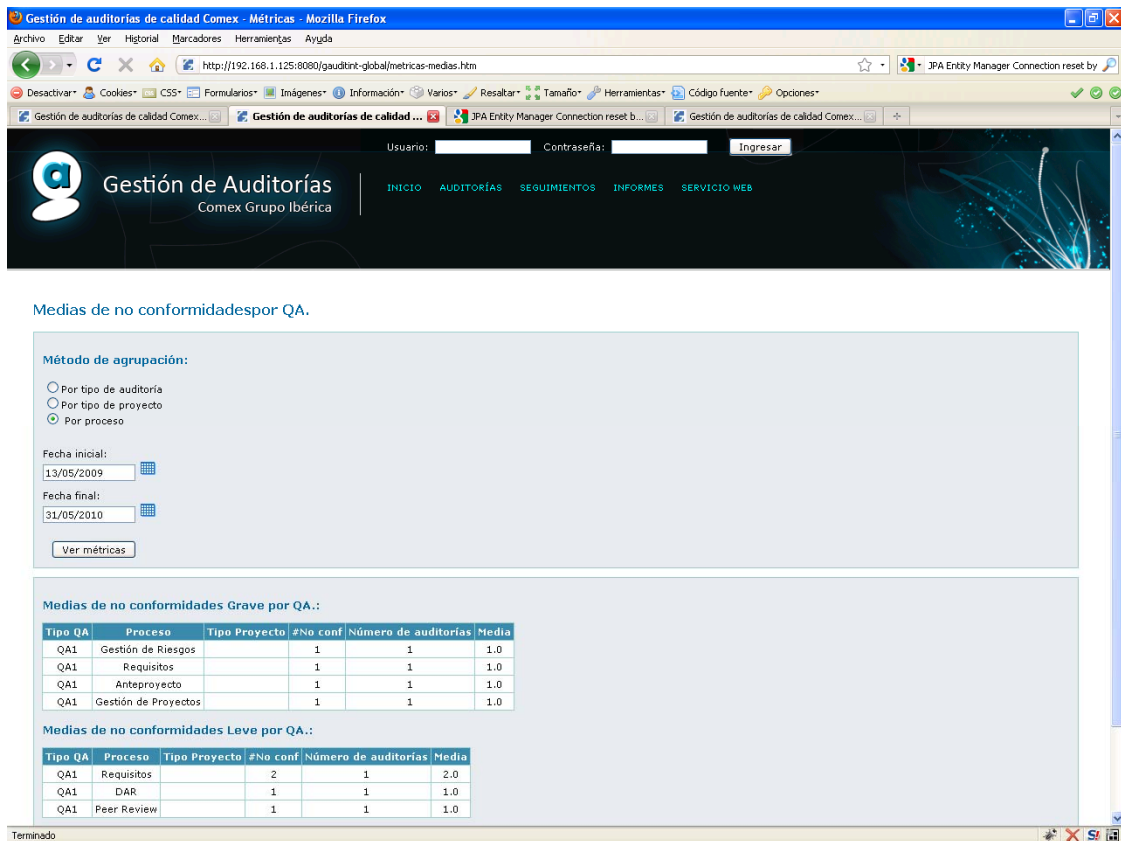 Gestión de auditorías de calidad Comex - Métricas - Mozilla Firefox
Archivo Editar Ver Historial Marcadores Herramientas Ayuda
http://192.168.1.125:8080/gauditint-global/metricas-medias.htm JPA Entity Manager Connection reset by
Desactivar Cookies CSS Formularios Imágenes Información Varios Resaltar Tamaño Herramientas Código fuente Opciones
Gestión de auditorías de calidad Comex... Gestión de auditorías de calidad ... JPA Entity Manager Connection reset b... Gestión de auditorías de calidad Comex...
Usuario: Contraseña: Ingresar
a
Gestión de Auditorías
Comex Grupo Ibérica
INICIO AUDITORÍAS SEGUIMIENTOS INFORMES SERVICIO WEB
Medias de no conformidadespor QA.
Método de agrupación:
Por tipo de auditoría
Por tipo de proyecto
Por proceso
Fecha inicial:
13/05/2009
Fecha final:
31/05/2010
Ver métricas
Medias de no conformidades Grave por QA.:
Tipo QA Proceso Tipo Proyecto #No conf Número de auditorías Media
QA1 Gestión de Riesgos 1 1 1.0
QA1 Requisitos 1 1 1.0
QA1 Anteproyecto 1 1 1.0
QA1 Gestión de Proyectos 1 1 1.0
Medias de no conformidades Leve por QA.:
Tipo QA Proceso Tipo Proyecto #No conf Número de auditorías Media
QA1 Requisitos 2 1 2.0
QA1 DAR 1 1 1.0
QA1 Peer Review 1 1 1.0
Terminado